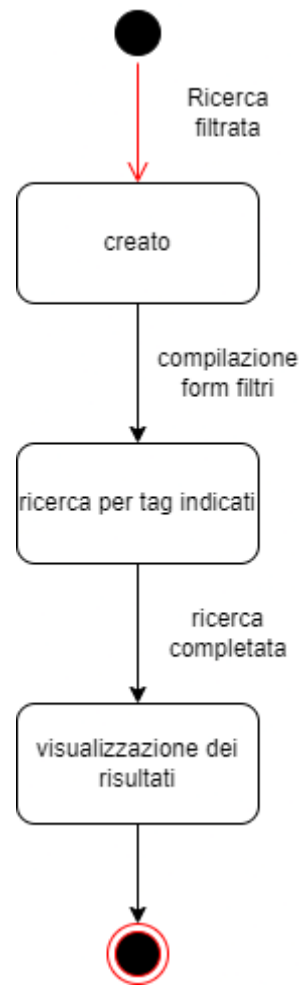 Ricerca
filtrata
creato
compilazione
form filtri
ricerca per tag indicati
ricerca
completata
visualizzazione dei
risultati